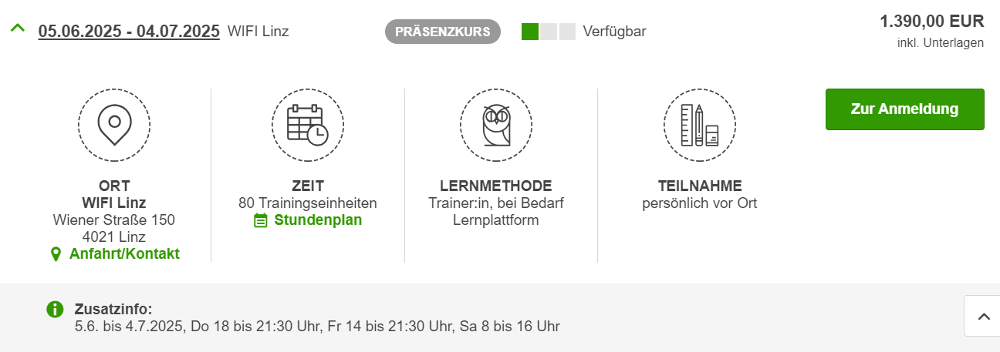 05.06.2025 - 04.07.2025 WIFI Linz PRÄSENZKURS Verfügbar 1.390,00 EUR
inkl. Unterlagen
Zur Anmeldung
ORT
WIFI Linz
Wiener Straße 150
4021 Linz
Anfahrt/Kontakt
ZEIT
80 Trainingseinheiten
Stundenplan
LERNMETHODE
Trainer:in, bei Bedarf
Lernplattform
TEILNAHME
persönlich vor Ort
Zusatzinfo:
5.6. bis 4.7.2025, Do 18 bis 21:30 Uhr, Fr 14 bis 21:30 Uhr, Sa 8 bis 16 Uhr